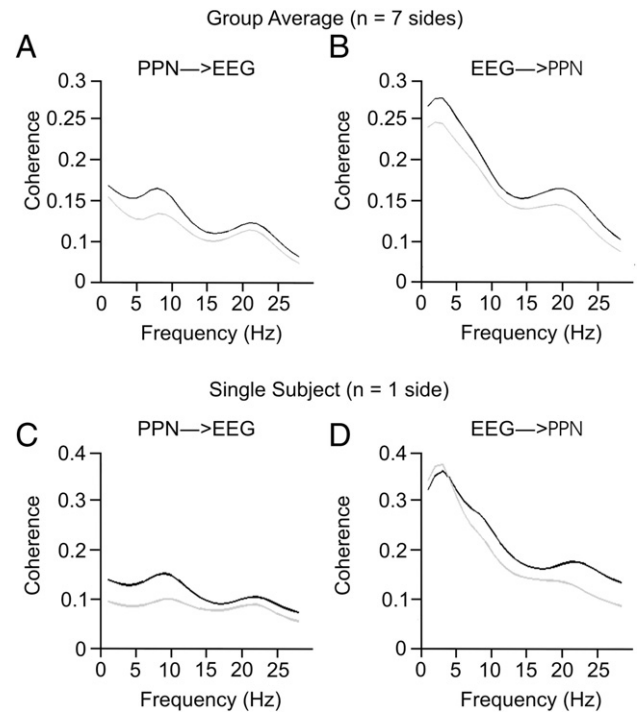 Group Average (n = 7 sides)
A
B
PPN—>EEG
EEG—>PPN
0.3
0.25
0.2
0.15
0.1
0
Coherence
0 5 10 15 20 25
Frequency (Hz)
0.3
0.25
0.2
0.15
0.1
0
Coherence
0 5 10 15 20 25
Frequency (Hz)
Single Subject (n = 1 side)
C
D
PPN—>EEG
EEG—>PPN
0.4
0.3
0.2
0.1
0
Coherence
0 5 10 15 20 25
Frequency (Hz)
0.4
0.3
0.2
0.1
0
Coherence
0 5 10 15 20 25
Frequency (Hz)